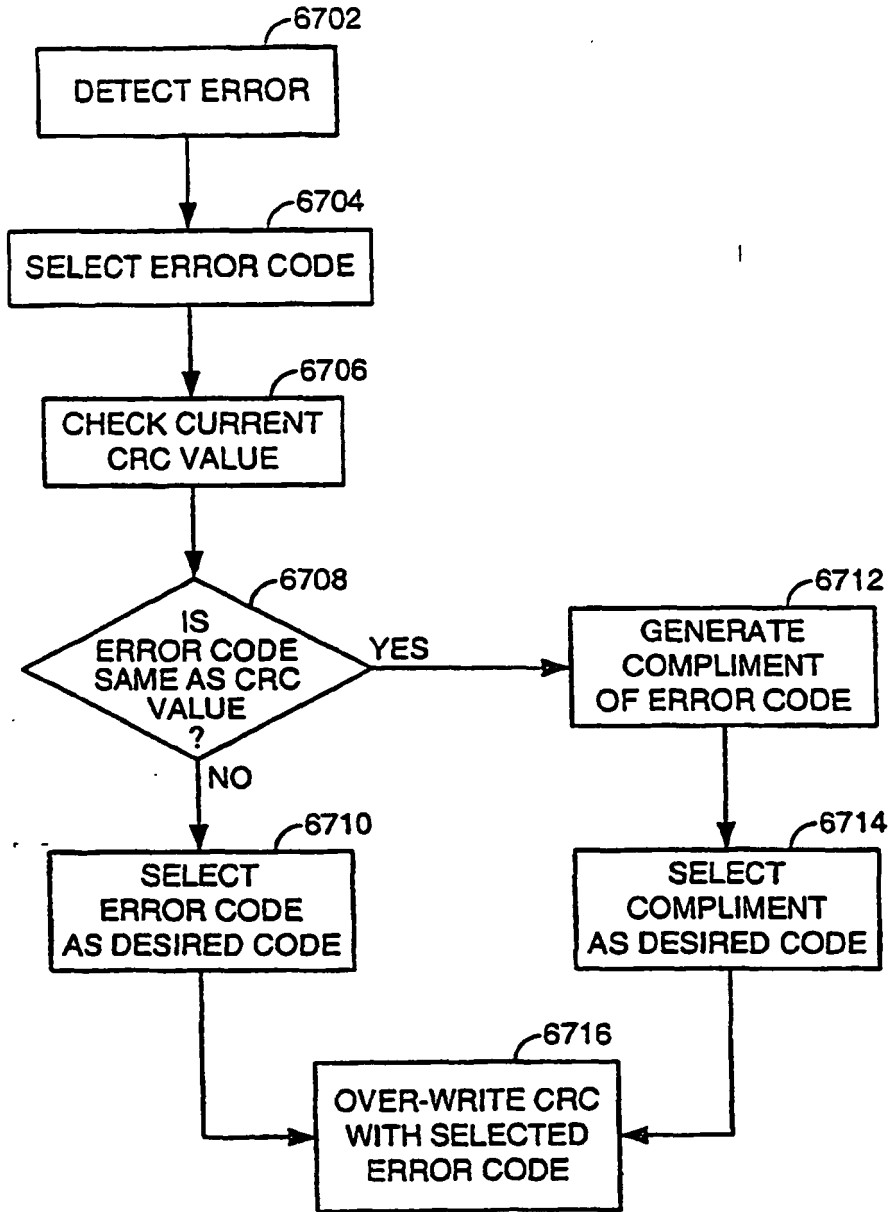 6702
DETECT ERROR
6704
SELECT ERROR CODE
6706
CHECK CURRENT
CRC VALUE
6708
IS
ERROR CODE
SAME AS CRC
VALUE
?
YES
NO
6712
GENERATE
COMPLIMENT
OF ERROR CODE
6710
SELECT
ERROR CODE
AS DESIRED CODE
6714
SELECT
COMPLIMENT
AS DESIRED CODE
6716
OVER-WRITE CRC
WITH SELECTED
ERROR CODE